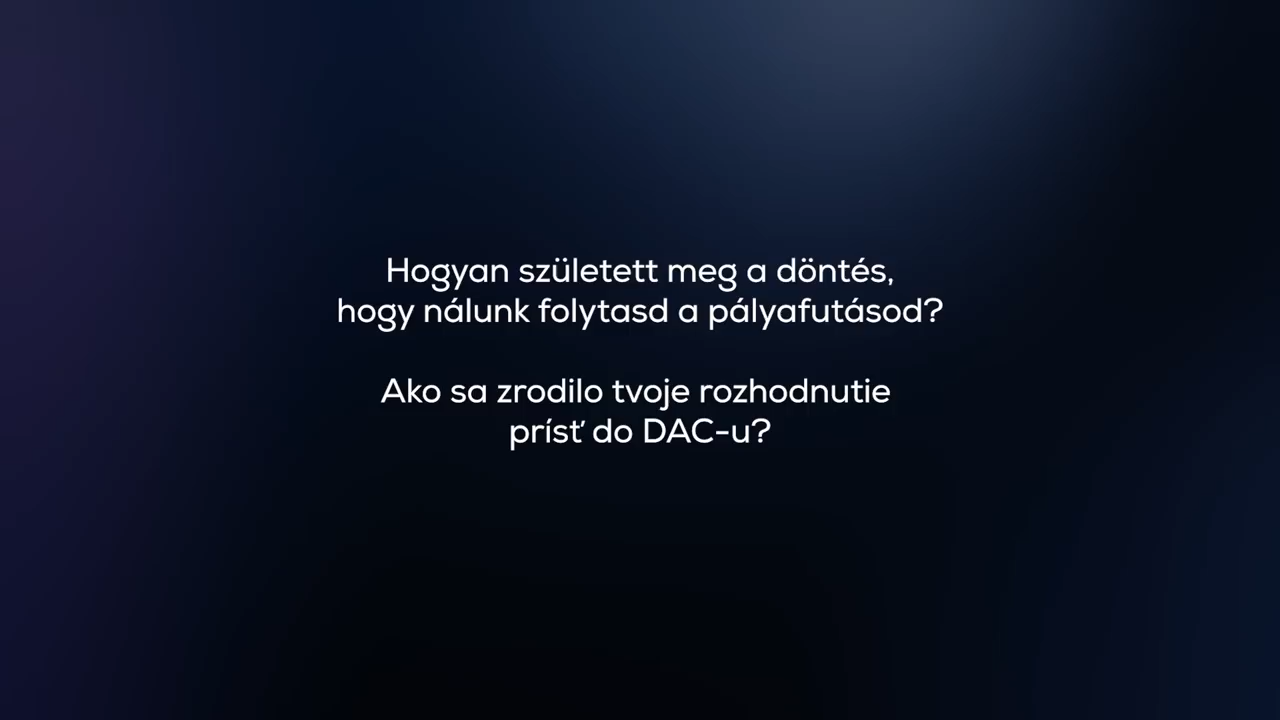 Hogyan született meg a döntés,
hogy nálunk folytasd a pályafutásod?
Ako sa zrodilo tvoje rozhodnutie
prísť do DAC-u?